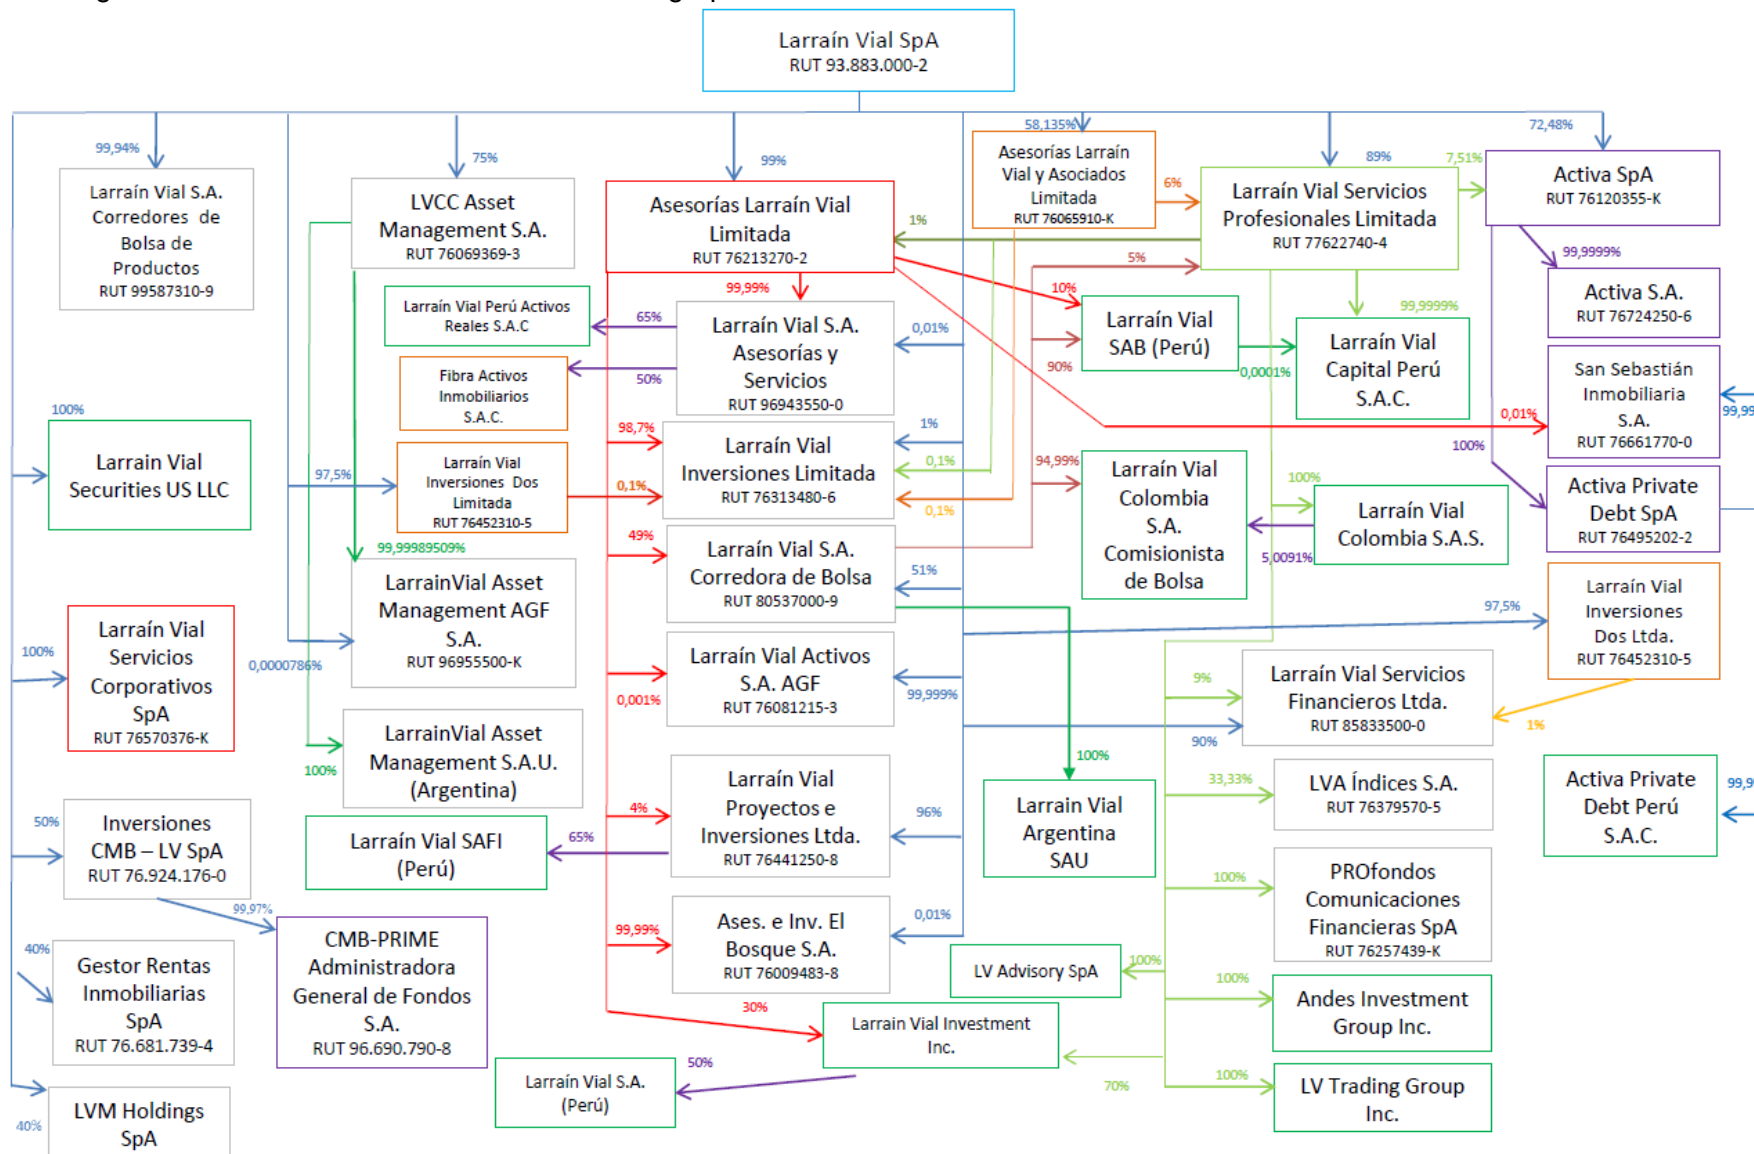 Larraín Vial SpA
RUT 93.883.000-2
99,94%
75%
99%
58,135%
89%
72,48%
7,51%
6%
1%
5%
Larraín Vial S.A.
Corredores de
Bolsa de
Productos
RUT 99587310-9
LVCC Asset
Management S.A.
RUT 76069369-3
Asesorías Larraín Vial
Limitada
RUT 76213270-2
Asesorías Larraín
Vial y Asociados
Limitada
RUT 76065910-K
Larraín Vial Servicios
Profesionales Limitada
RUT 77622740-4
Activa SpA
RUT 76120355-K
99,9999%
Activa S.A.
RUT 76724250-6
99,99%
10%
99,9999%
Larraín Vial Perú Activos
Reales S.A.C
65%
Larraín Vial S.A.
Asesorías y
Servicios
RUT 96943550-0
0,01%
Larraín Vial
SAB (Perú)
90%
0,0001%
Larraín Vial
Capital Perú
S.A.C.
San Sebastián
Inmobiliaria
S.A.
RUT 76661770-0
0,01%
99,99
Fibra Activos
Inmobiliarios
S.A.C.
50%
100%
Larrain Vial
Securities US LLC
97,5%
Larraín Vial
Inversiones Dos
Limitada
RUT 76452310-5
98,7%
0,1%
Larraín Vial
Inversiones Limitada
RUT 76313480-6
1%
0,1%
0,1%
94,99%
Larraín Vial
Colombia
S.A.
Comisionista
de Bolsa
100%
5,0091%
Larraín Vial
Colombia S.A.S.
100%
Activa Private
Debt SpA
RUT 76495202-2
99,99989509%
LarrainVial Asset
Management AGF
S.A.
RUT 96955500-K
0,0000786%
49%
Larraín Vial S.A.
Corredora de Bolsa
RUT 80537000-9
51%
97,5%
Larraín Vial
Inversiones
Dos Ltda.
RUT 76452310-5
100%
Larraín Vial
Servicios
Corporativos
SpA
RUT 76570376-K
0,001%
Larraín Vial Activos
S.A. AGF
RUT 76081215-3
99,999%
9%
90%
Larraín Vial Servicios
Financieros Ltda.
RUT 85833500-0
1%
100%
LarrainVial Asset
Management S.A.U.
(Argentina)
100%
Larrain Vial
Argentina
SAU
33,33%
LVA Índices S.A.
RUT 76379570-5
Activa Private
Debt Perú
S.A.C.
99,9
50%
Inversiones
CMB – LV SpA
RUT 76.924.176-0
Larraín Vial SAFI
(Perú)
65%
4%
Larraín Vial
Proyectos e
Inversiones Ltda.
RUT 76441250-8
96%
100%
PROfondos
Comunicaciones
Financieras SpA
RUT 76257439-K
99,97%
CMB-PRIME
Administradora
General de Fondos
S.A.
RUT 96.690.790-8
99,99%
Ases. e Inv. El
Bosque S.A.
RUT 76009483-8
0,01%
40%
Gestor Rentas
Inmobiliarias
SpA
RUT 76.681.739-4
LV Advisory SpA
100%
100%
Andes Investment
Group Inc.
30%
Larrain Vial Investment
Inc.
70%
50%
Larraín Vial S.A.
(Perú)
100%
LV Trading Group
Inc.
40%
LVM Holdings
SpA